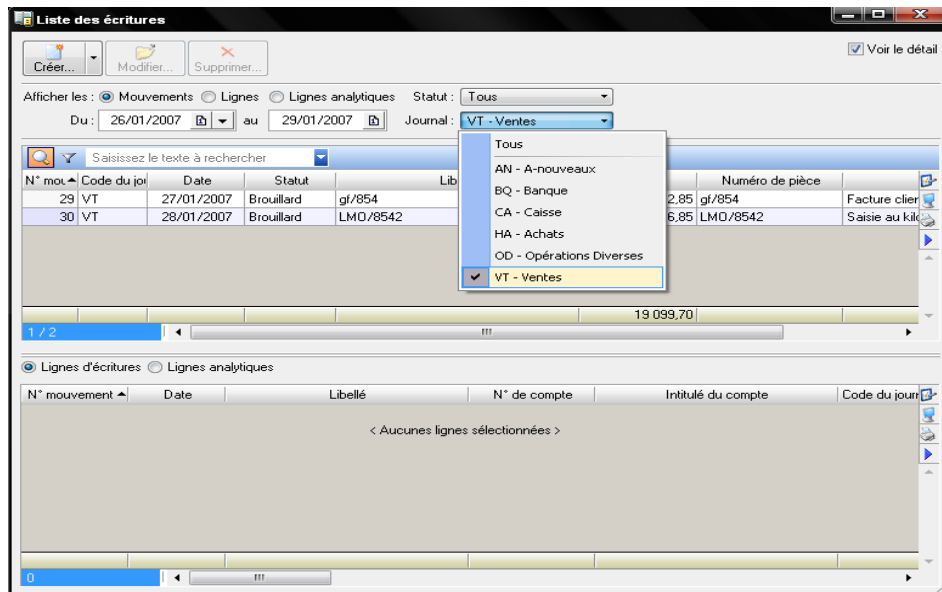 Liste des écritures
Créer... Modifier... Supprimer... Voir le détail
Afficher les : Mouvements Lignes Lignes analytiques Statut : Tous
Du : 26/01/2007 au 29/01/2007 Journal : VT - Ventes
Tous
AN - A-nouveaux
BQ - Banque
CA - Caisse
HA - Achats
OD - Opérations Diverses
VT - Ventes
Saisissez le texte à rechercher
N° mou Code du jou Date Statut Lib Numéro de pièce
29 VT 27/01/2007 Brouillard gf/854 2,85 gf/854 Facture clien
30 VT 28/01/2007 Brouillard LMO/8542 6,85 LMO/8542 Saisie au kilo
19 099,70
1 / 2
Lignes d'écritures Lignes analytiques
N° mouvement Date Libellé N° de compte Intitulé du compte Code du journ
< Aucunes lignes sélectionnées >
0